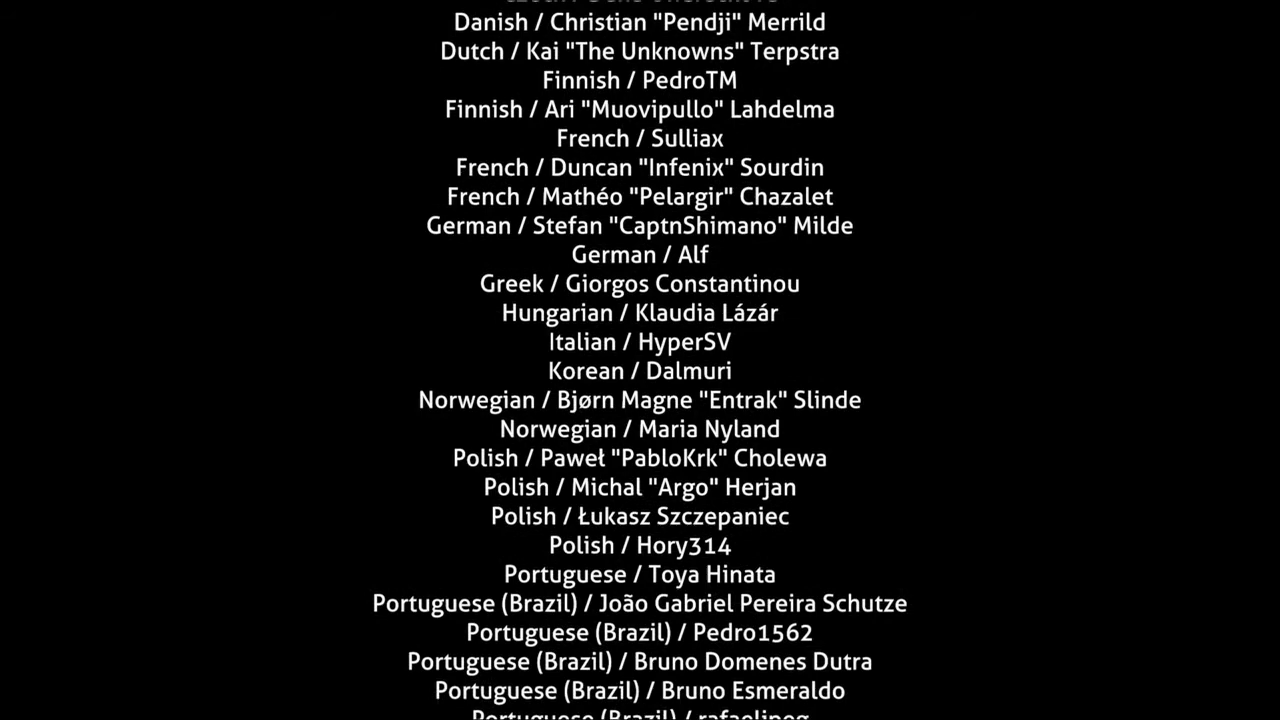 Danish / Christian "Pendji" Merrild
Dutch / Kai "The Unknowns" Terpstra
Finnish / PedroTM
Finnish / Ari "Muovipullo" Lahdelma
French / Sulliax
French / Duncan "Infenix" Sourdin
French / Mathéo "Pelargir" Chazalet
German / Stefan "CaptnShimano" Milde
German / Alf
Greek / Giorgos Constantinou
Hungarian / Klaudia Lázár
Italian / HyperSV
Korean / Dalmuri
Norwegian / Bjørn Magne "Entrak" Slinde
Norwegian / Maria Nyland
Polish / Paweł "PabloKrk" Cholewa
Polish / Michal "Argo" Herjan
Polish / Łukasz Szczepaniec
Polish / Hory314
Portuguese / Toya Hinata
Portuguese (Brazil) / João Gabriel Pereira Schutze
Portuguese (Brazil) / Pedro1562
Portuguese (Brazil) / Bruno Domenes Dutra
Portuguese (Brazil) / Bruno Esmeraldo
Portuguese (Brazil) /